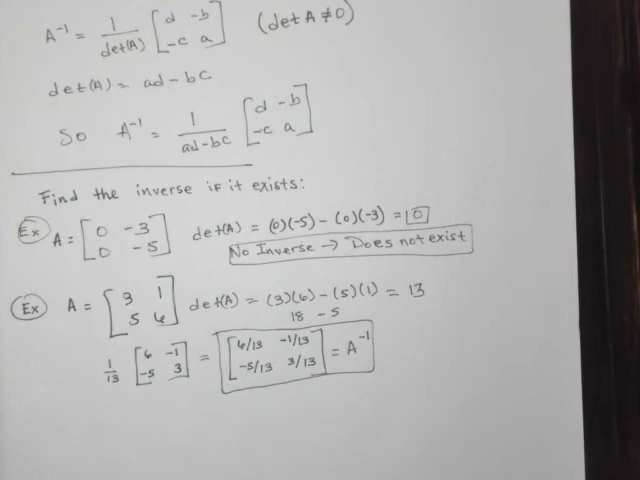 A⁻¹ = 1/det(A) [d -b; -c a] (det A ≠ 0)
det(A) = ad - bc
So A⁻¹ = 1/ad-bc [d -b; -c a]
Find the inverse if it exists:
Ex A = [0 -3; 0 -5] det(A) = (0)(-5) - (0)(-3) = 0
No Inverse → Does not exist
Ex A = [3 1; 5 6] det(A) = (3)(6) - (5)(1) = 13
18 - 5
1/13 [6 -1; -5 3] = [6/13 -1/13; -5/13 3/13] = A⁻¹